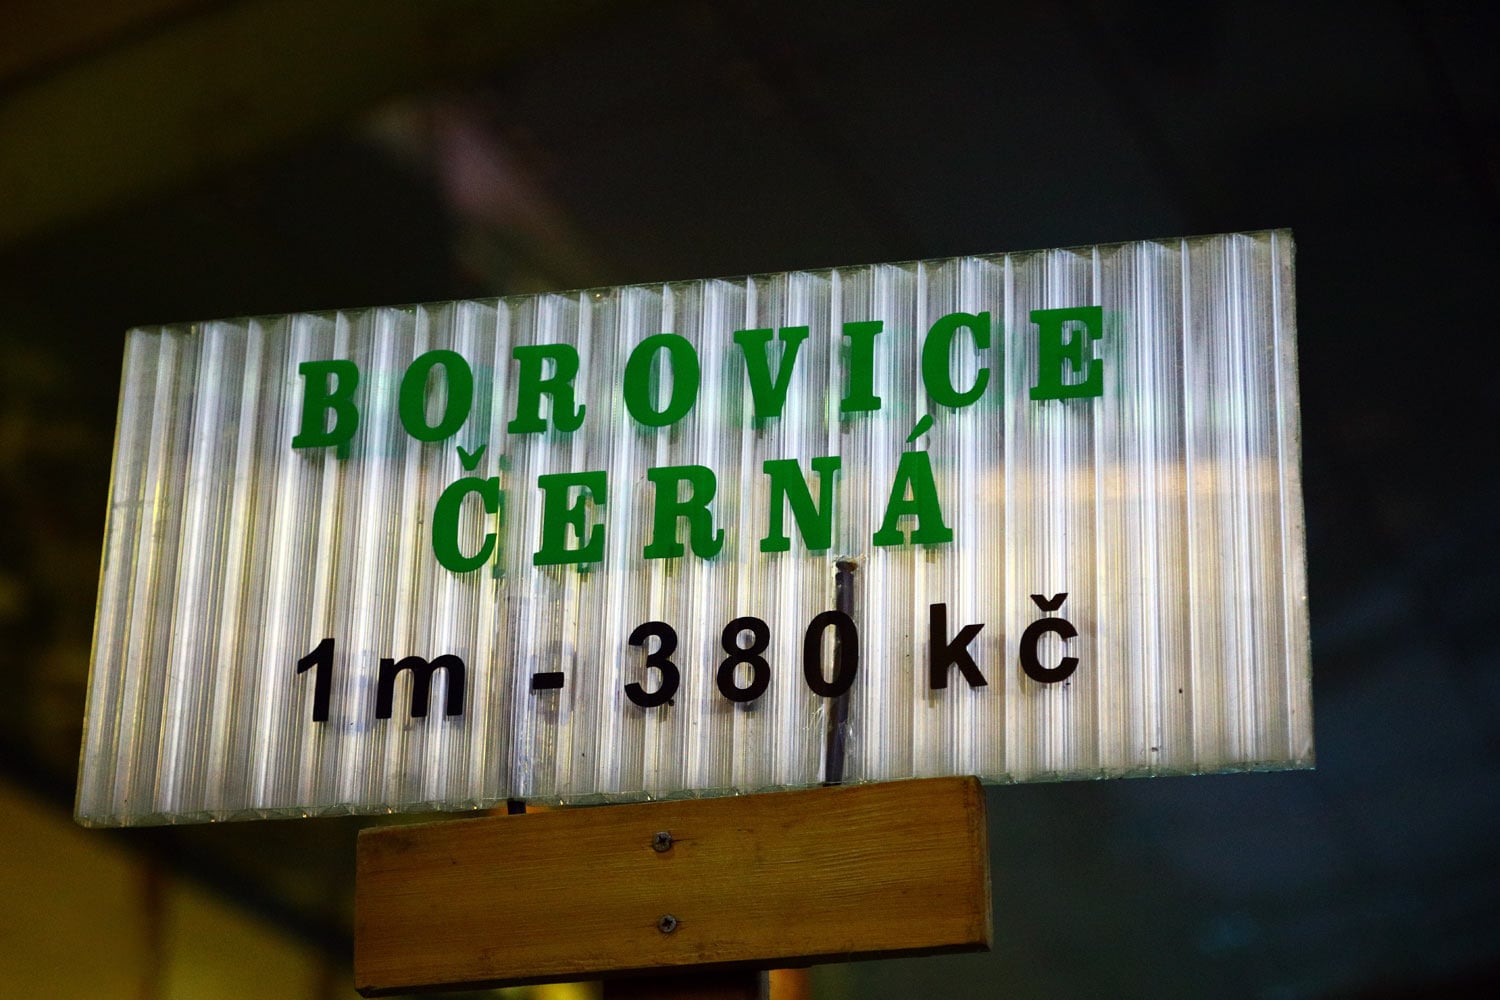 BOROVICE
ČERNÁ
1m - 380 kč